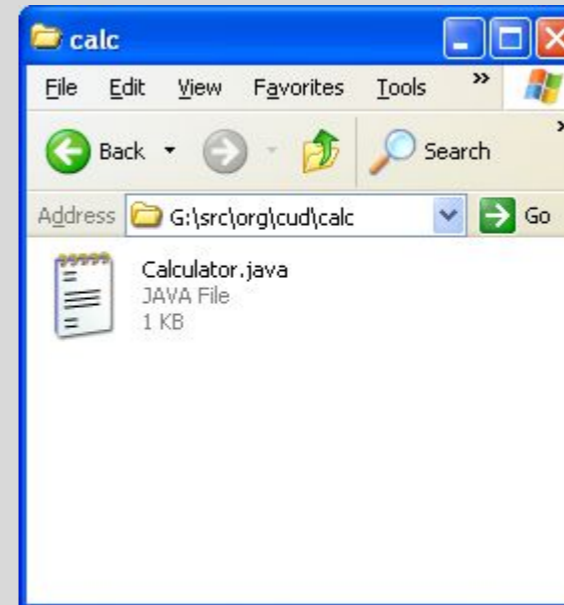 calc
File Edit View Favorites Tools »
Back Search »
Address G:\src\org\cud\calc Go
Calculator.java
JAVA File
1 KB